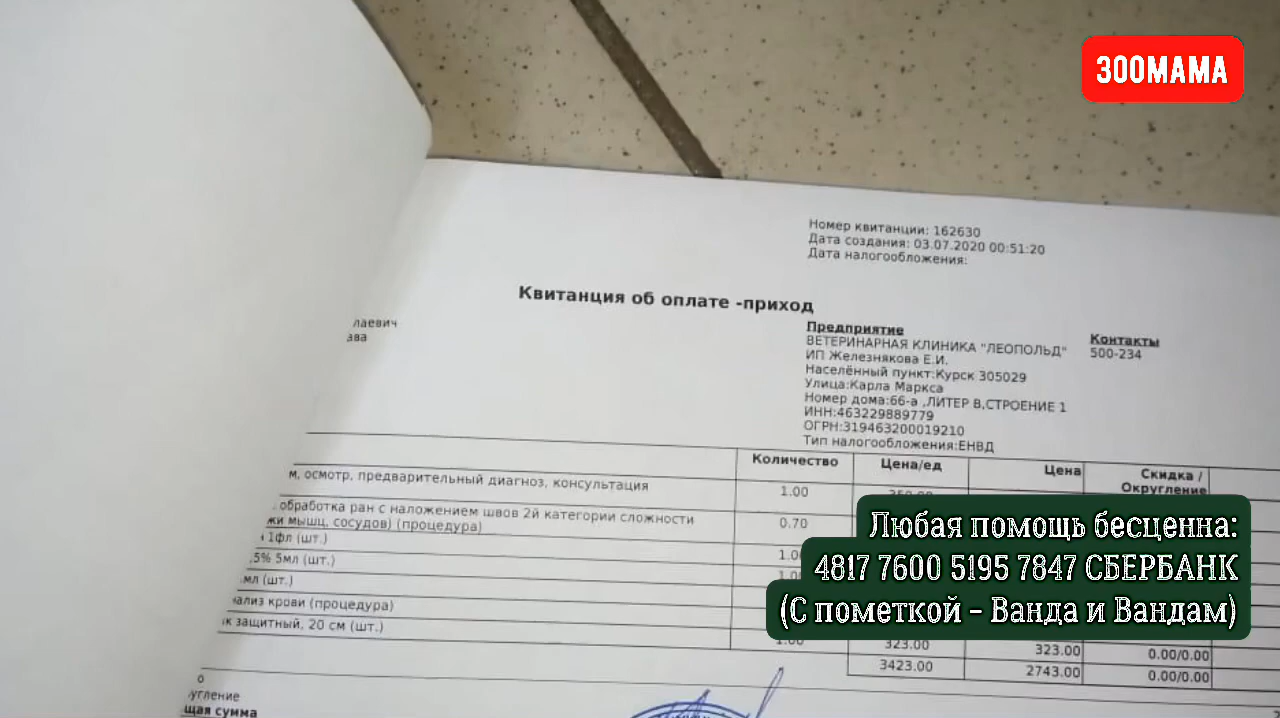 ЗООМАМА
Номер квитанции: 162630
Дата создания: 03.07.2020 00:51:20
Дата налогообложения:
Квитанция об оплате -приход
лаевич
Предприятие
ВЕТЕРИНАРНАЯ КЛИНИКА "ЛЕОПОЛЬД"
ИП Железнякова Е.И.
Населённый пункт:Курск 305029
Улица:Карла Маркса
Номер дома:66-а ,ЛИТЕР В,СТРОЕНИЕ 1
ИНН:463229889779
ОГРН:319463200019210
Тип налогообложения:ЕНВД
Контакты
500-234
Количество Цена/ед Цена Скидка /
Округление
м, осмотр, предварительный диагноз, консультация 1.00
обработка ран с наложением швов 2й категории сложности 0.70
жи мышц, сосудов) (процедура)
1фл (шт.)
5% 5мл (шт.)
мл (шт.)
нализ крови (процедура)
к защитный, 20 см (шт.) 1.00 323.00 323.00 0.00/0.00
3423.00 2743.00 0.00/0.00
о
угление
щая сумма
Любая помощь бесценна:
4817 7600 5195 7847 СБЕРБАНК
(С пометкой – Ванда и Вандам)